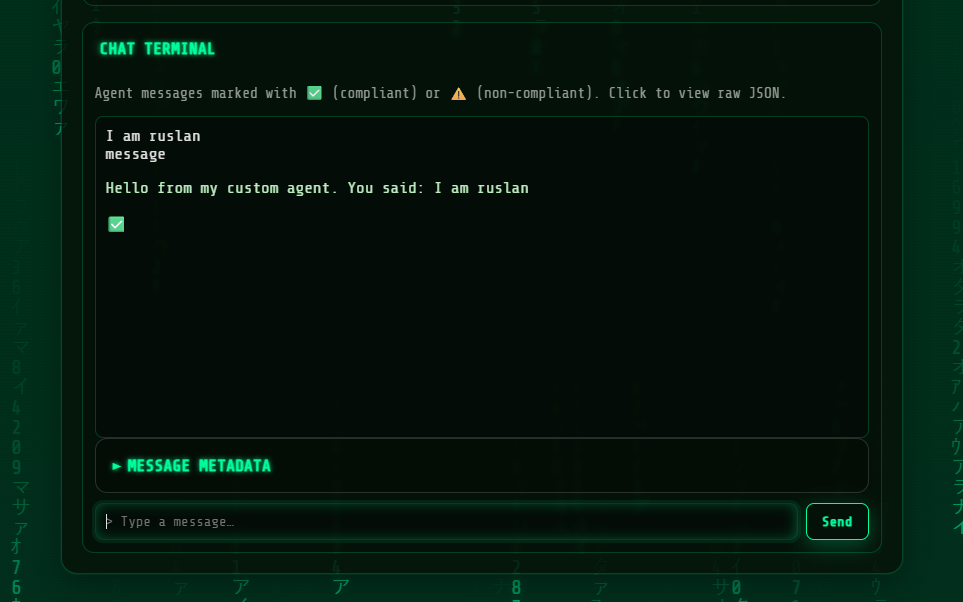 CHAT TERMINAL
Agent messages marked with ✅ (compliant) or ⚠ (non-compliant). Click to view raw JSON.
I am ruslan
message
Hello from my custom agent. You said: I am ruslan
✅
► MESSAGE METADATA
> Type a message…
Send